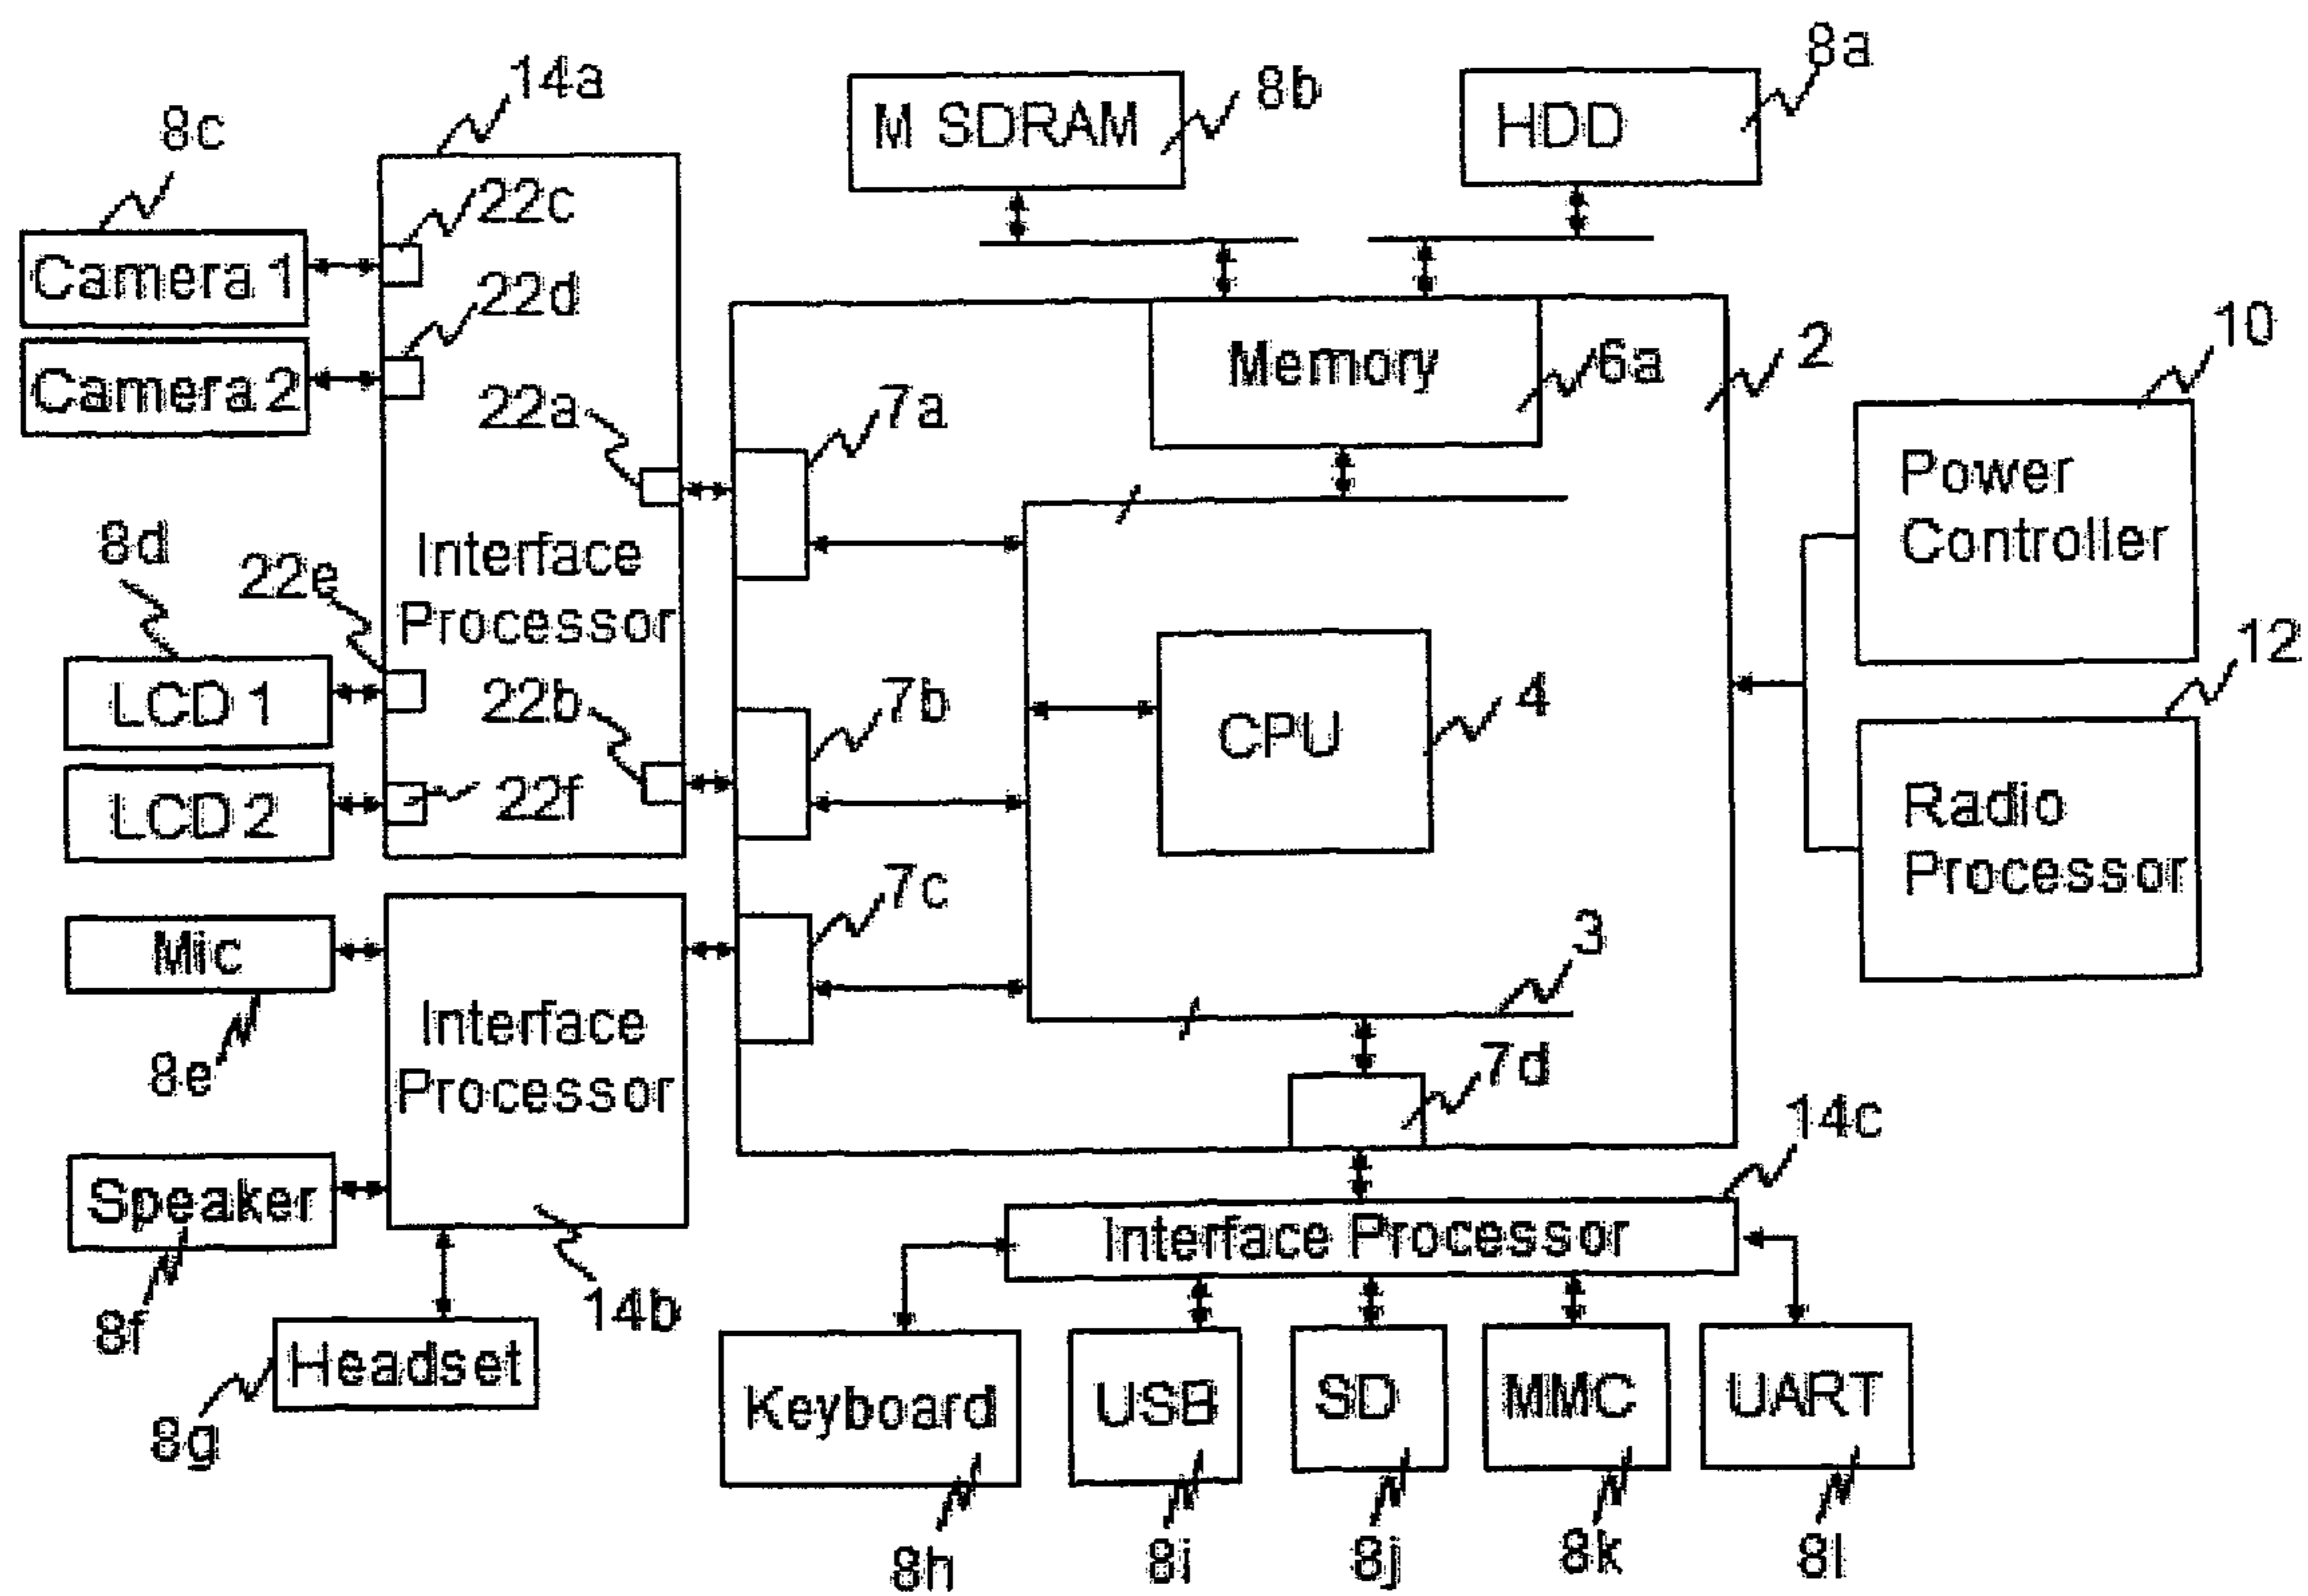 14a
8a
8b
M SDRAM
HDD
8c
22c
Camera 1
22d
10
Memory
6a
2
Camera 2
22a
7a
Power
Controller
8d
22e
Interface
Processor
12
LCD 1
22b
7b
4
CPU
LCD 2
22f
Radio
Processor
7c
3
Mic
Interface
Processor
8e
7d
14c
Speaker
Interface Processor
8f
14b
Headset
8g
Keyboard
USB
SD
MMC
UART
8h
8i
8j
8k
8l